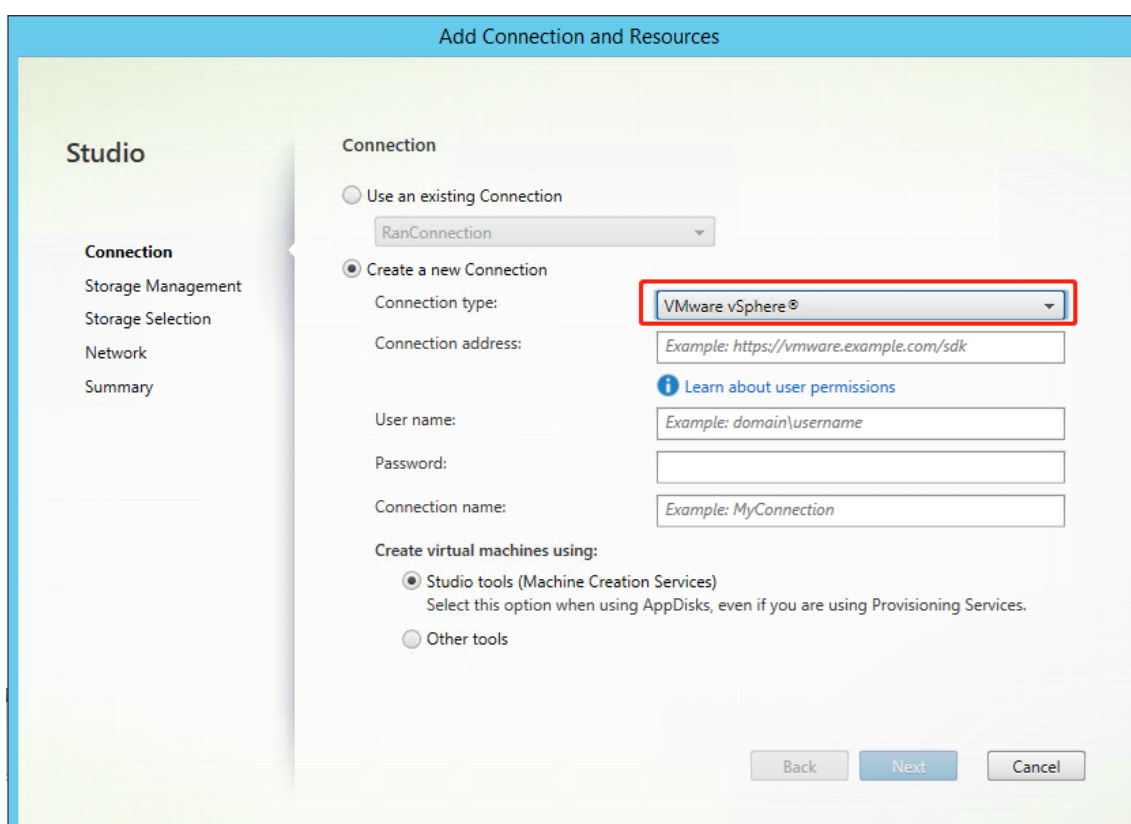 Add Connection and Resources
Studio
Connection
Storage Management
Storage Selection
Network
Summary
Connection
Use an existing Connection
RanConnection
Create a new Connection
Connection type:
VMware vSphere®
Connection address:
Example: https://vmware.example.com/sdk
Learn about user permissions
User name:
Example: domain\username
Password:
Connection name:
Example: MyConnection
Create virtual machines using:
Studio tools (Machine Creation Services)
Select this option when using AppDisks, even if you are using Provisioning Services.
Other tools
Back
Next
Cancel